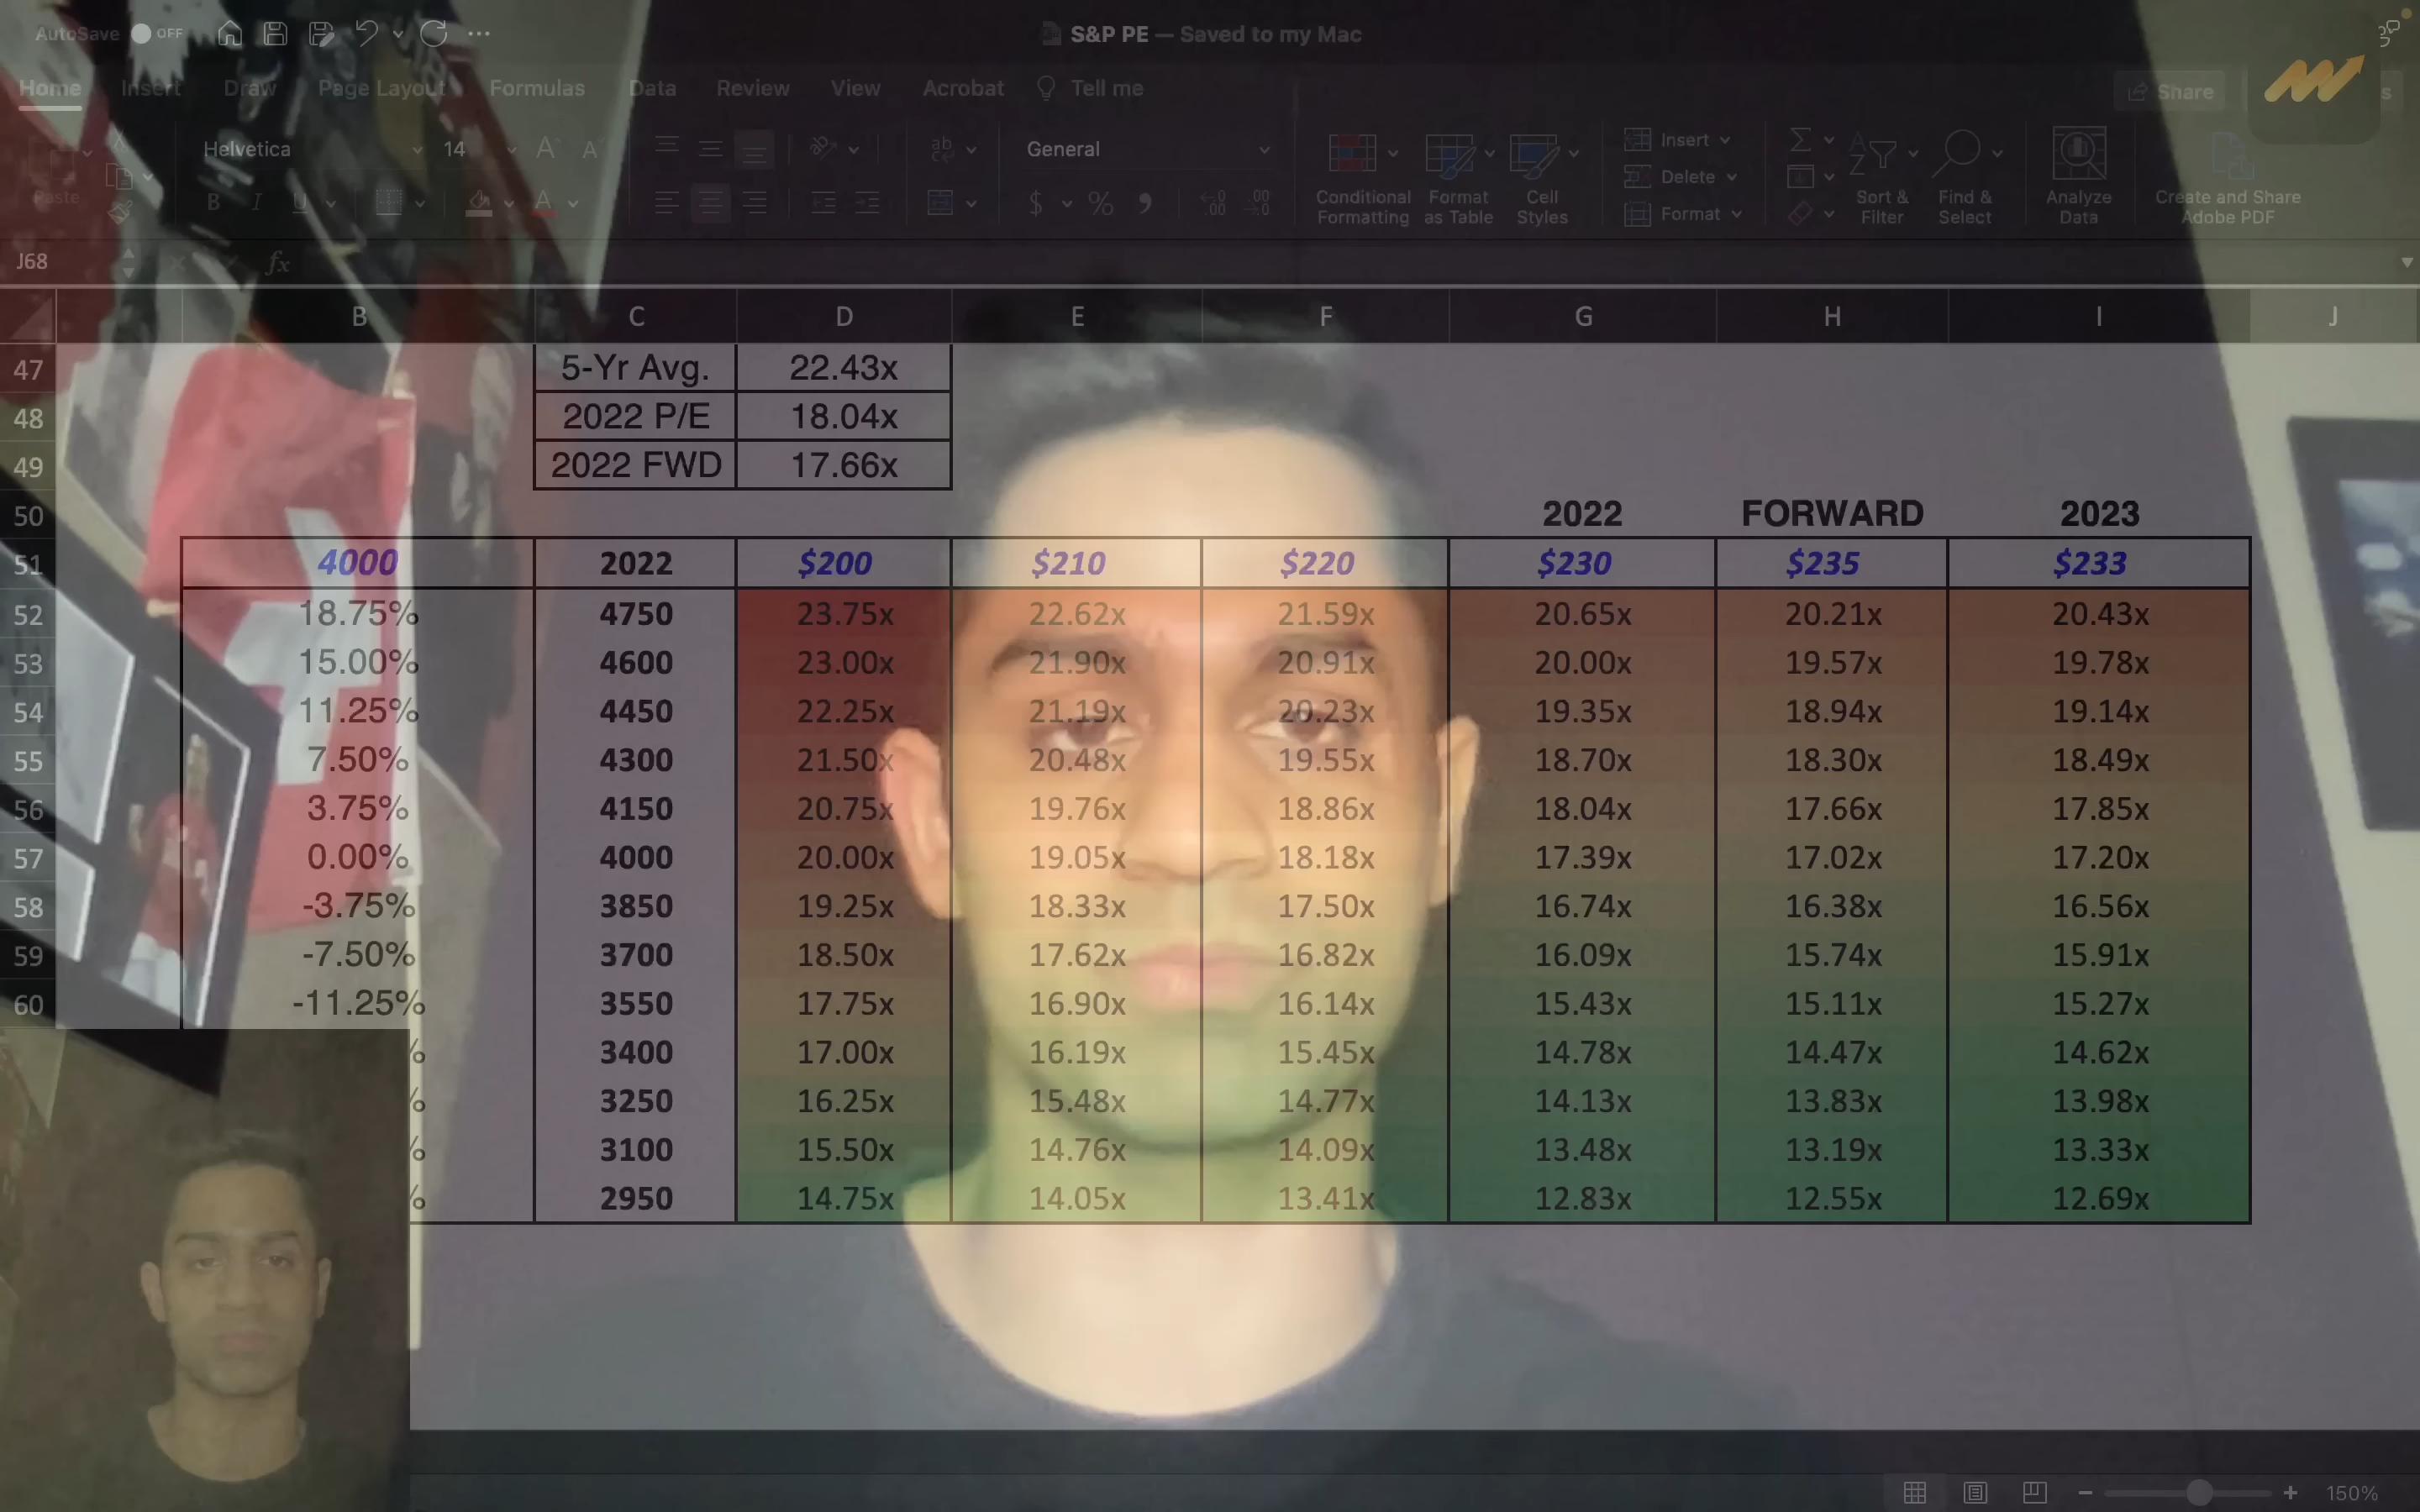 AutoSave OFF
S&P PE — Saved to my Mac
Home Insert Draw Page Layout Formulas Data Review View Acrobat Tell me Share
Paste Helvetica 14 General Conditional Formatting Format as Table Cell Styles Insert Delete Format Sort & Filter Find & Select Analyze Data Create and Share Adobe PDF
J68 fx
B C D E F G H I J
47 5-Yr Avg. 22.43x
48 2022 P/E 18.04x
49 2022 FWD 17.66x
50 2022 FORWARD 2023
51 4000 2022 $200 $210 $220 $230 $235 $233
52 18.75% 4750 23.75x 22.62x 21.59x 20.65x 20.21x 20.43x
53 15.00% 4600 23.00x 21.90x 20.91x 20.00x 19.57x 19.78x
54 11.25% 4450 22.25x 21.19x 20.23x 19.35x 18.94x 19.14x
55 7.50% 4300 21.50x 20.48x 19.55x 18.70x 18.30x 18.49x
56 3.75% 4150 20.75x 19.76x 18.86x 18.04x 17.66x 17.85x
57 0.00% 4000 20.00x 19.05x 18.18x 17.39x 17.02x 17.20x
58 -3.75% 3850 19.25x 18.33x 17.50x 16.74x 16.38x 16.56x
59 -7.50% 3700 18.50x 17.62x 16.82x 16.09x 15.74x 15.91x
60 -11.25% 3550 17.75x 16.90x 16.14x 15.43x 15.11x 15.27x
% 3400 17.00x 16.19x 15.45x 14.78x 14.47x 14.62x
% 3250 16.25x 15.48x 14.77x 14.13x 13.83x 13.98x
% 3100 15.50x 14.76x 14.09x 13.48x 13.19x 13.33x
% 2950 14.75x 14.05x 13.41x 12.83x 12.55x 12.69x
150%